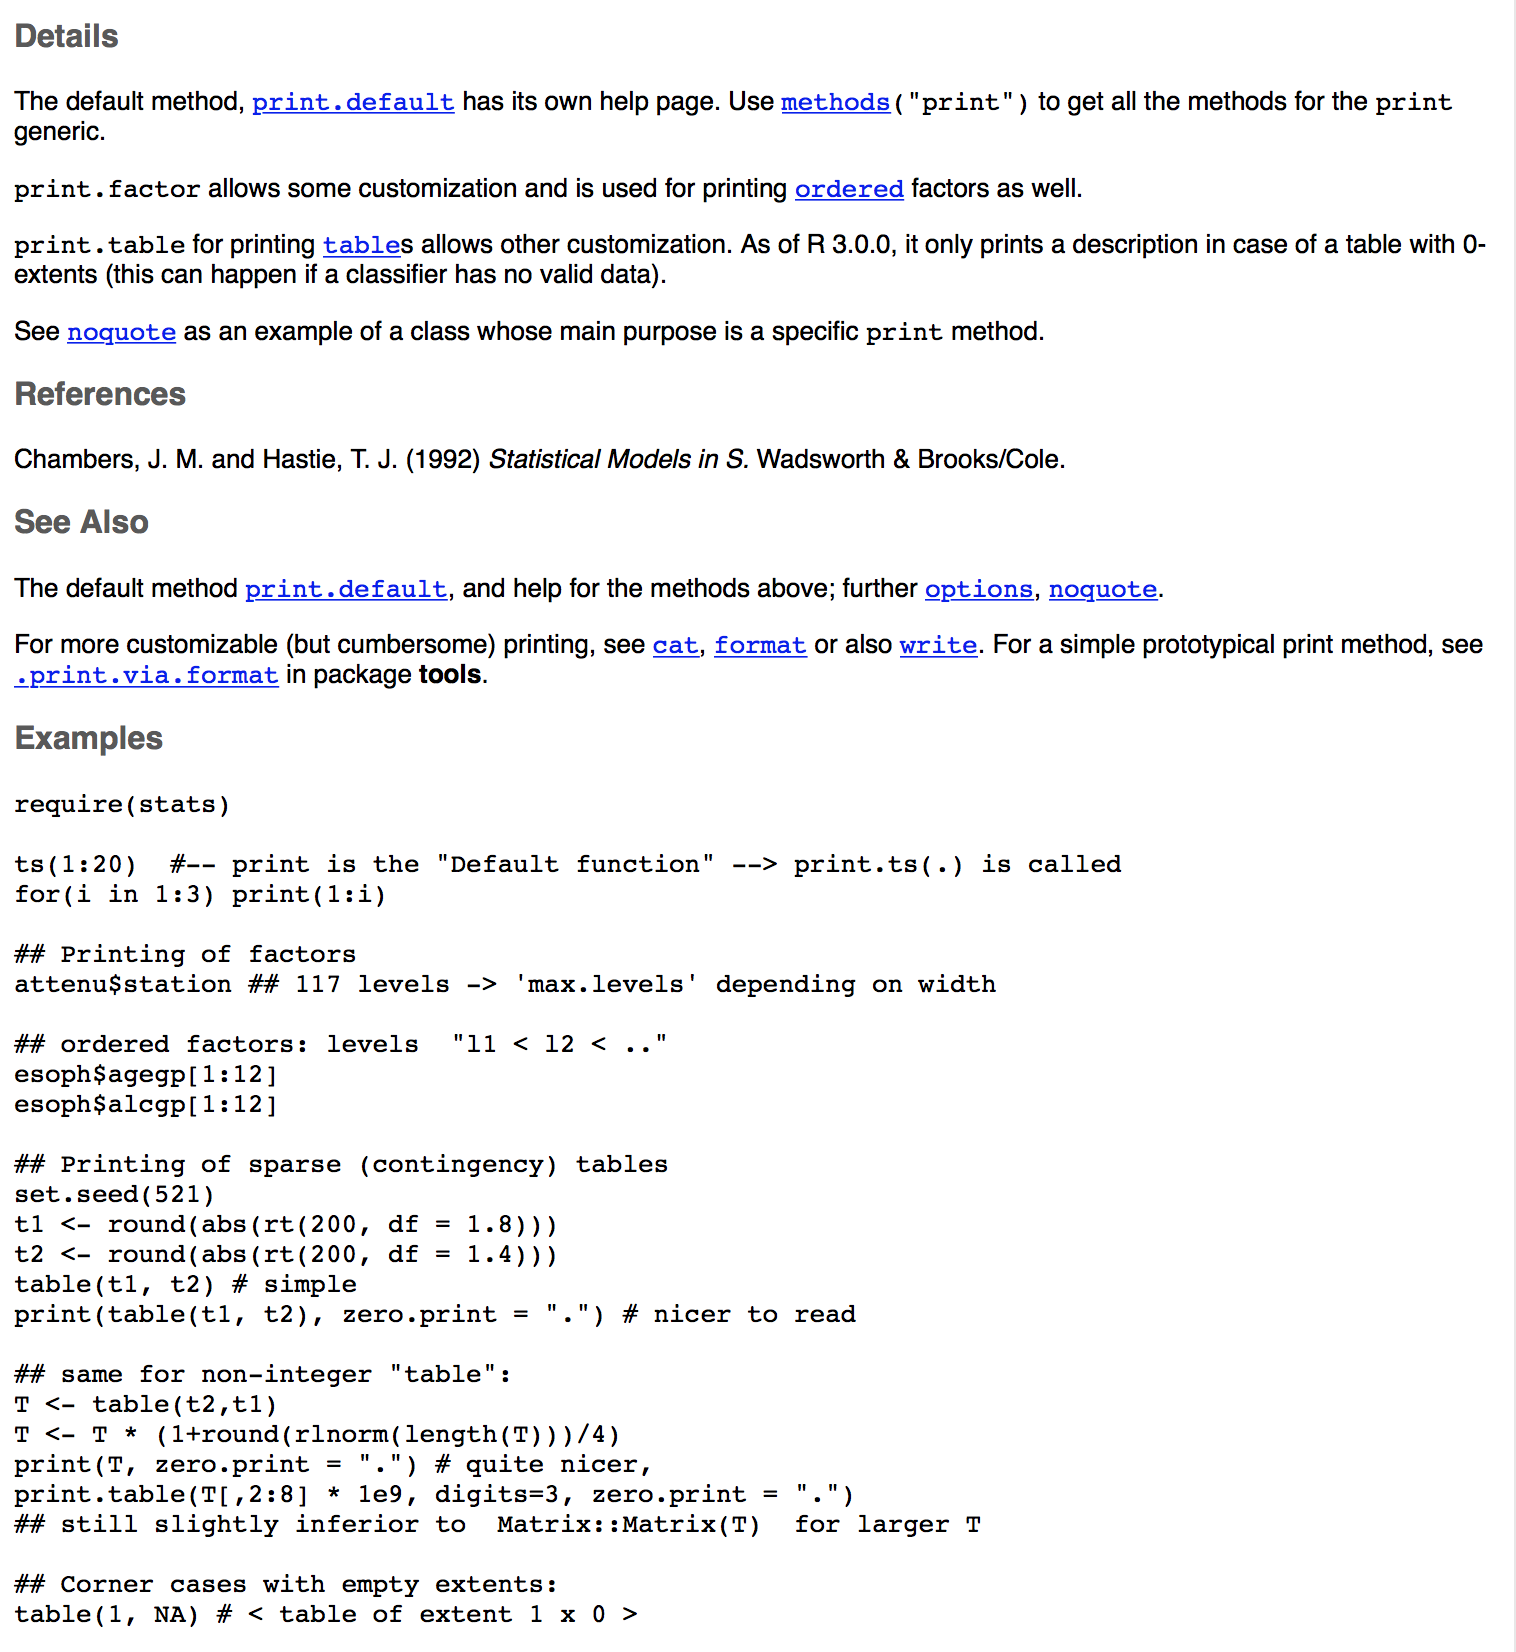 Details
The default method, print.default has its own help page. Use methods("print") to get all the methods for the print
generic.
print.factor allows some customization and is used for printing ordered factors as well.
print.table for printing tables allows other customization. As of R 3.0.0, it only prints a description in case of a table with 0-
extents (this can happen if a classifier has no valid data).
See noquote as an example of a class whose main purpose is a specific print method.
References
Chambers, J. M. and Hastie, T. J. (1992) Statistical Models in S. Wadsworth & Brooks/Cole.
See Also
The default method print.default, and help for the methods above; further options, noquote.
For more customizable (but cumbersome) printing, see cat, format or also write. For a simple prototypical print method, see
.print.via.format in package tools.
Examples
require(stats)
ts(1:20)  #-- print is the "Default function" --> print.ts(.) is called
for(i in 1:3) print(1:i)
## Printing of factors
attenu$station ## 117 levels -> 'max.levels' depending on width
## ordered factors: levels  "l1 < l2 < .."
esoph$agegp[1:12]
esoph$alcgp[1:12]
## Printing of sparse (contingency) tables
set.seed(521)
t1 <- round(abs(rt(200, df = 1.8)))
t2 <- round(abs(rt(200, df = 1.4)))
table(t1, t2) # simple
print(table(t1, t2), zero.print = ".") # nicer to read
## same for non-integer "table":
T <- table(t2,t1)
T <- T * (1+round(rlnorm(length(T)))/4)
print(T, zero.print = ".") # quite nicer,
print.table(T[,2:8] * 1e9, digits=3, zero.print = ".")
## still slightly inferior to  Matrix::Matrix(T)  for larger T
## Corner cases with empty extents:
table(1, NA) # < table of extent 1 x 0 >